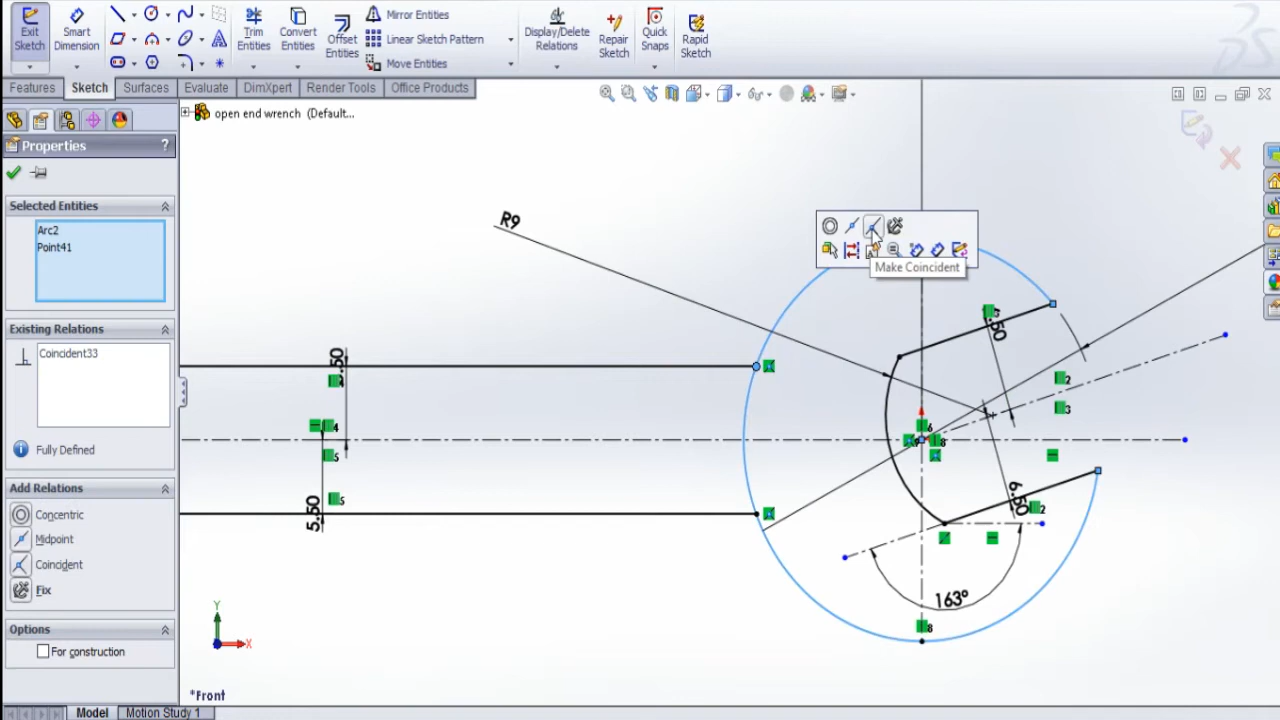 Exit Sketch
Smart Dimension
Trim Entities
Convert Entities
Offset Entities
Mirror Entities
Linear Sketch Pattern
Move Entities
Display/Delete Relations
Repair Sketch
Quick Snaps
Rapid Sketch
Features Sketch Surfaces Evaluate DimXpert Render Tools Office Products
open end wrench (Default...
Properties ?
Selected Entities
Arc2
Point41
Existing Relations
Coincident33
Fully Defined
Add Relations
Concentric
Midpoint
Coincident
Fix
Options
For construction
R9
Make Coincident
5.50
6.50
163°
Y
X
*Front
Model Motion Study 1